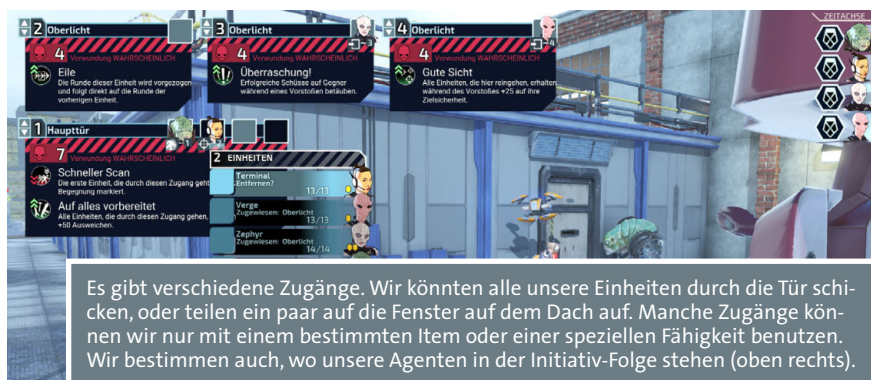 ZEITACHSE
2 Oberlicht
4
Verwundung WAHRSCHEINLICH
Eile
Die Runde dieser Einheit wird vorgezogen
und folgt direkt auf die Runde der
vorherigen Einheit.
3 Oberlicht
-3
4
Verwundung WAHRSCHEINLICH
Überraschung!
Erfolgreiche Schüsse auf Gegner
während eines Vorstoßen betäuben.
4 Oberlicht
-4
4
Verwundung WAHRSCHEINLICH
Gute Sicht
Alle Einheiten, die hier reingehen, erhalten
während des Vorstoßes +25 auf ihre
Zielsicherheit.
1 Haupttür
7
Verwundung WAHRSCHEINLICH
Schneller Scan
Die erste Einheit, die durch diesen Zugang geht
Begegnung markiert.
Auf alles vorbereitet
Alle Einheiten, die durch diesen Zugang gehen,
+50 Ausweichen.
2 EINHEITEN
Terminal
Entfernen?
13/13
Verge
Zugewiesen: Oberlicht
13/13
Zephyr
Zugewiesen: Oberlicht
14/14
Es gibt verschiedene Zugänge. Wir könnten alle unsere Einheiten durch die Tür schi-
cken, oder teilen ein paar auf die Fenster auf dem Dach auf. Manche Zugänge kön-
nen wir nur mit einem bestimmten Item oder einer speziellen Fähigkeit benutzen.
Wir bestimmen auch, wo unsere Agenten in der Initiativ-Folge stehen (oben rechts).